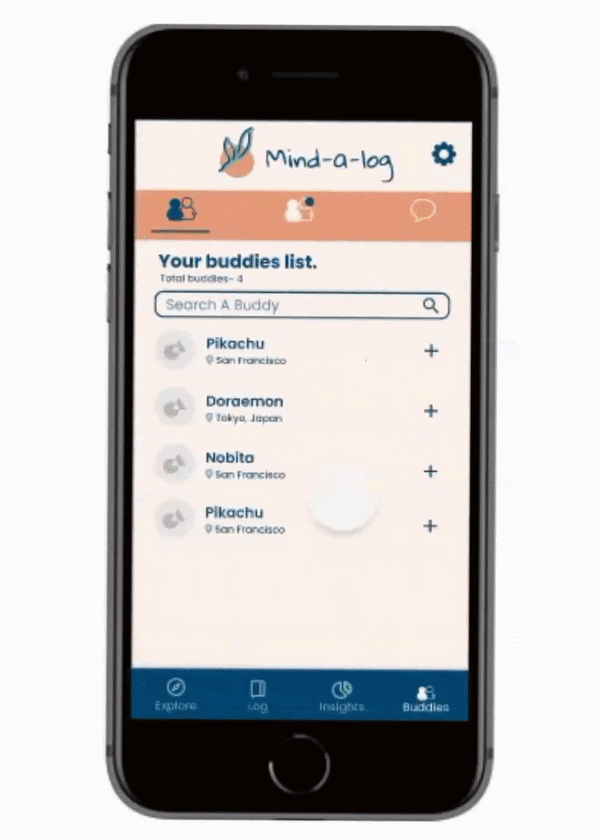 Mind-a-log
Your buddies list.
Total buddies- 4
Search A Buddy
Pikachu
San Francisco
Doraemon
Tokyo, Japan
Nobita
San Francisco
Pikachu
San Francisco
Explore
Log
Insights
Buddies